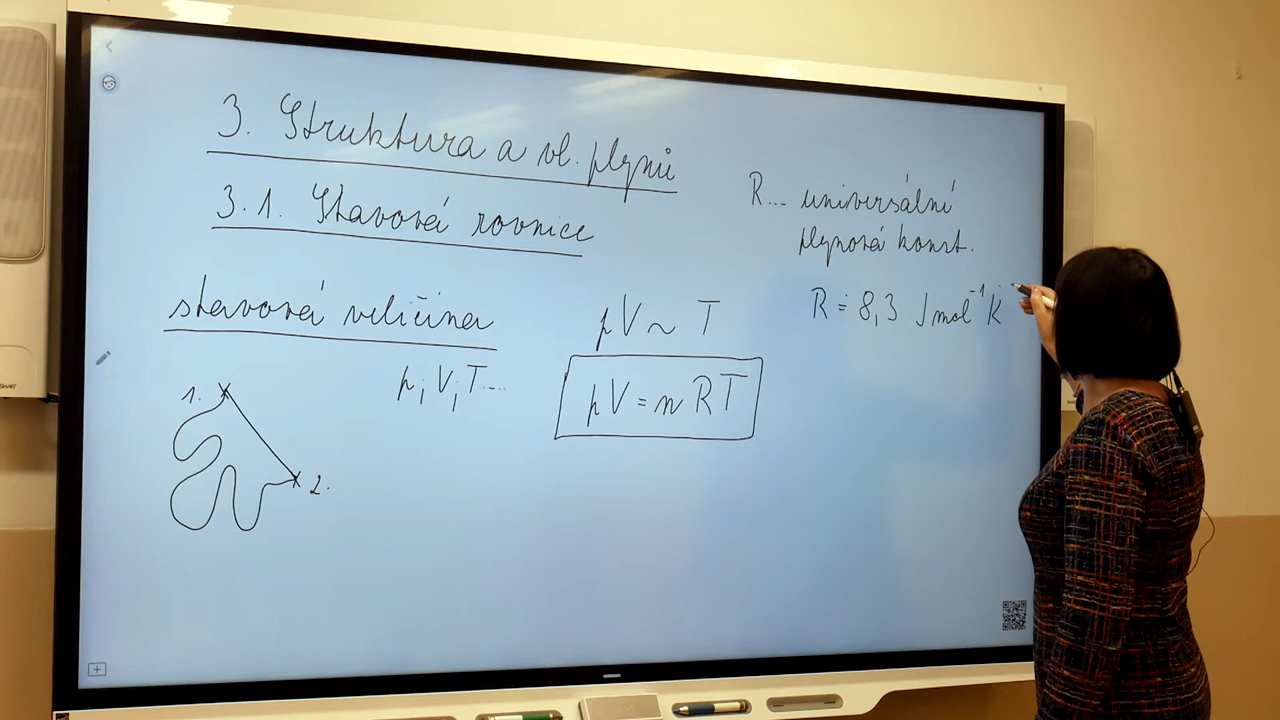 3. Struktura a vl. plynů
3.1. Stavová rovnice
stavová veličina
p, V, T...
1.
2.
pV ~ T
pV = nRT
R... universální
plynová konst.
R ≐ 8,3 J mol⁻¹ K⁻